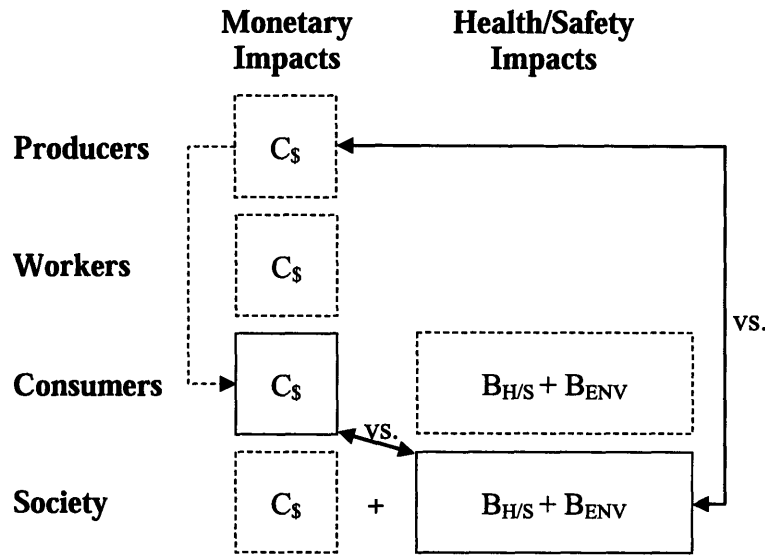 Monetary Impacts
Health/Safety Impacts
Producers
C$
Workers
C$
vs.
Consumers
C$
BH/S + BENV
vs.
Society
C$
+
BH/S + BENV